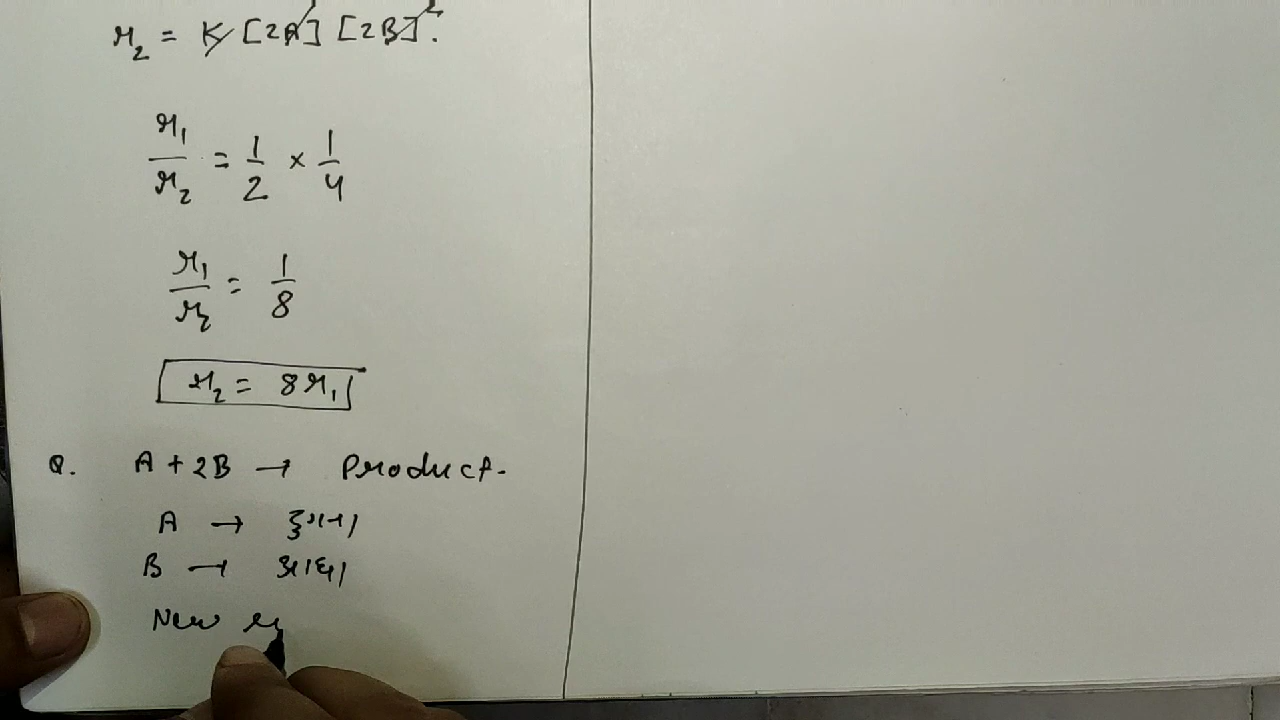 r₂ = K [2A]¹ [2B]².
r₁/r₂ = 1/2 × 1/4
r₁/r₂ = 1/8
r₂ = 8r₁
Q. A + 2B → Product.
A →
B →
New